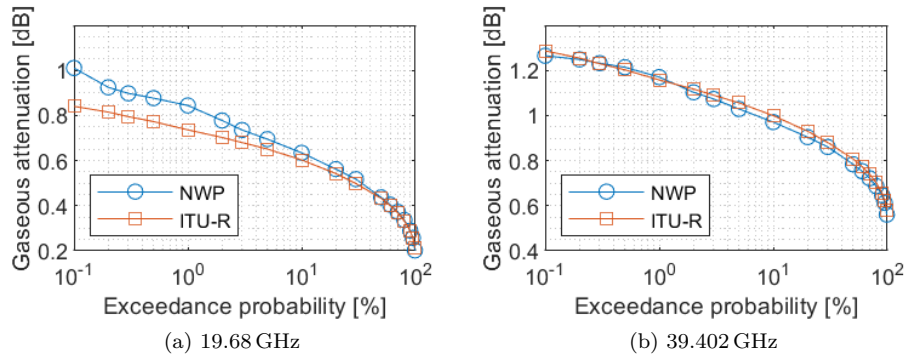 Gaseous attenuation [dB]
1
0.8
0.6
0.4
0.2
NWP
ITU-R
10^-1
10^0
10^1
10^2
Exceedance probability [%]
(a) 19.68 GHz
Gaseous attenuation [dB]
1.2
1
0.8
0.6
0.4
NWP
ITU-R
10^-1
10^0
10^1
10^2
Exceedance probability [%]
(b) 39.402 GHz